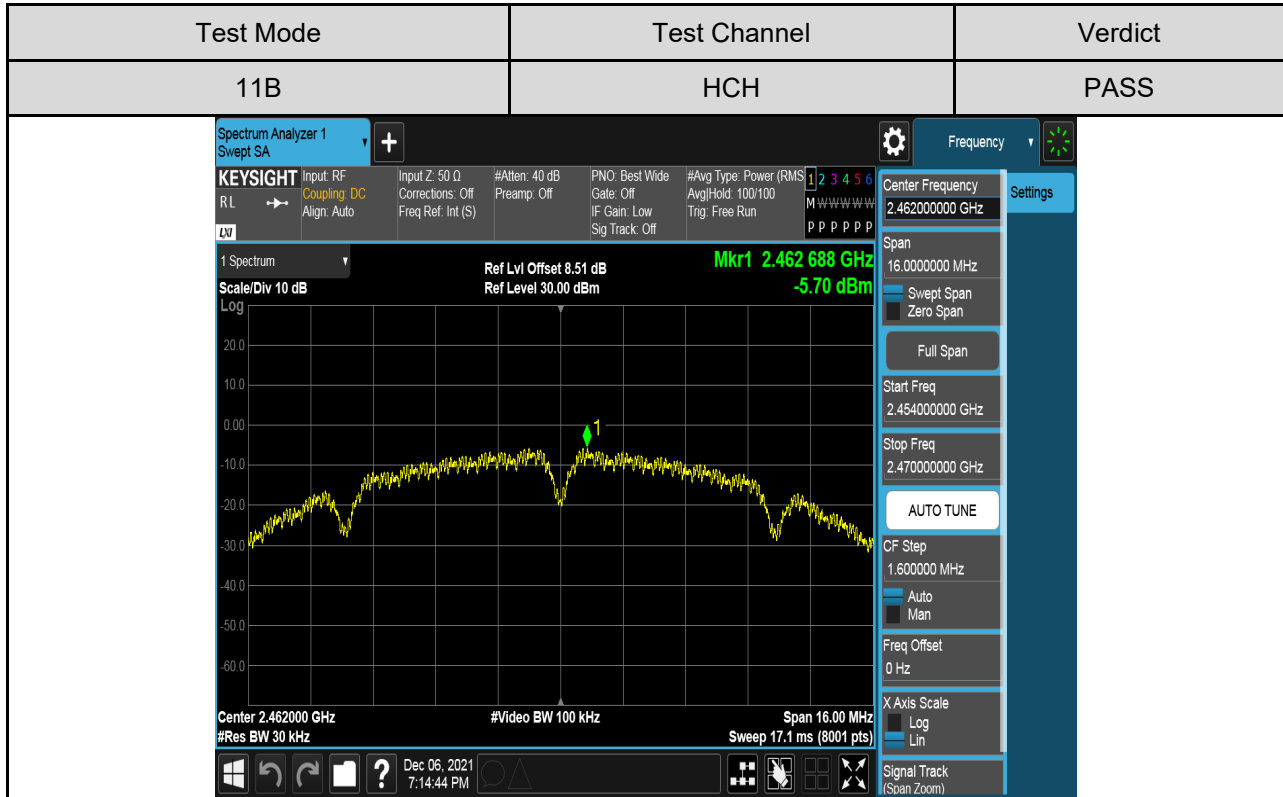 Test Mode Test Channel Verdict
11B HCH PASS
Spectrum Analyzer 1
Swept SA
+
Frequency
KEYSIGHT
RL
LXI
Input: RF
Coupling: DC
Align: Auto
Input Z: 50 Ω
Corrections: Off
Freq Ref: Int (S)
#Atten: 40 dB
Preamp: Off
PNO: Best Wide
Gate: Off
IF Gain: Low
Sig Track: Off
#Avg Type: Power (RMS
Avg|Hold: 100/100
Trig: Free Run
1 2 3 4 5 6
M W W W W W
P P P P P P
1 Spectrum
Scale/Div 10 dB
Log
Ref Lvl Offset 8.51 dB
Ref Level 30.00 dBm
Mkr1 2.462 688 GHz
-5.70 dBm
20.0
10.0
0.00
-10.0
-20.0
-30.0
-40.0
-50.0
-60.0
1
Center 2.462000 GHz
#Res BW 30 kHz
#Video BW 100 kHz
Span 16.00 MHz
Sweep 17.1 ms (8001 pts)
?
Dec 06, 2021
7:14:44 PM
Center Frequency
2.462000000 GHz
Settings
Span
16.0000000 MHz
Swept Span
Zero Span
Full Span
Start Freq
2.454000000 GHz
Stop Freq
2.470000000 GHz
AUTO TUNE
CF Step
1.600000 MHz
Auto
Man
Freq Offset
0 Hz
X Axis Scale
Log
Lin
Signal Track
(Span Zoom)